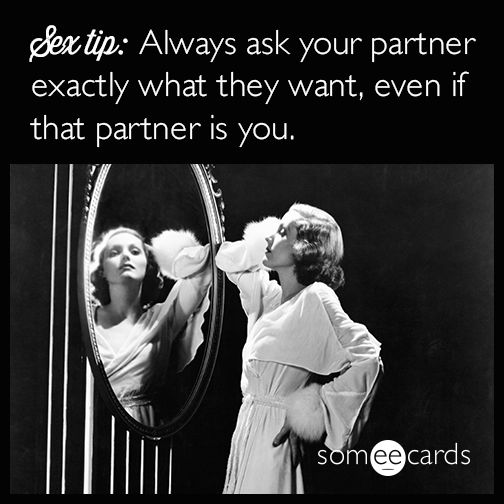 Sex tip: Always ask your partner
exactly what they want, even if
that partner is you.
someecards